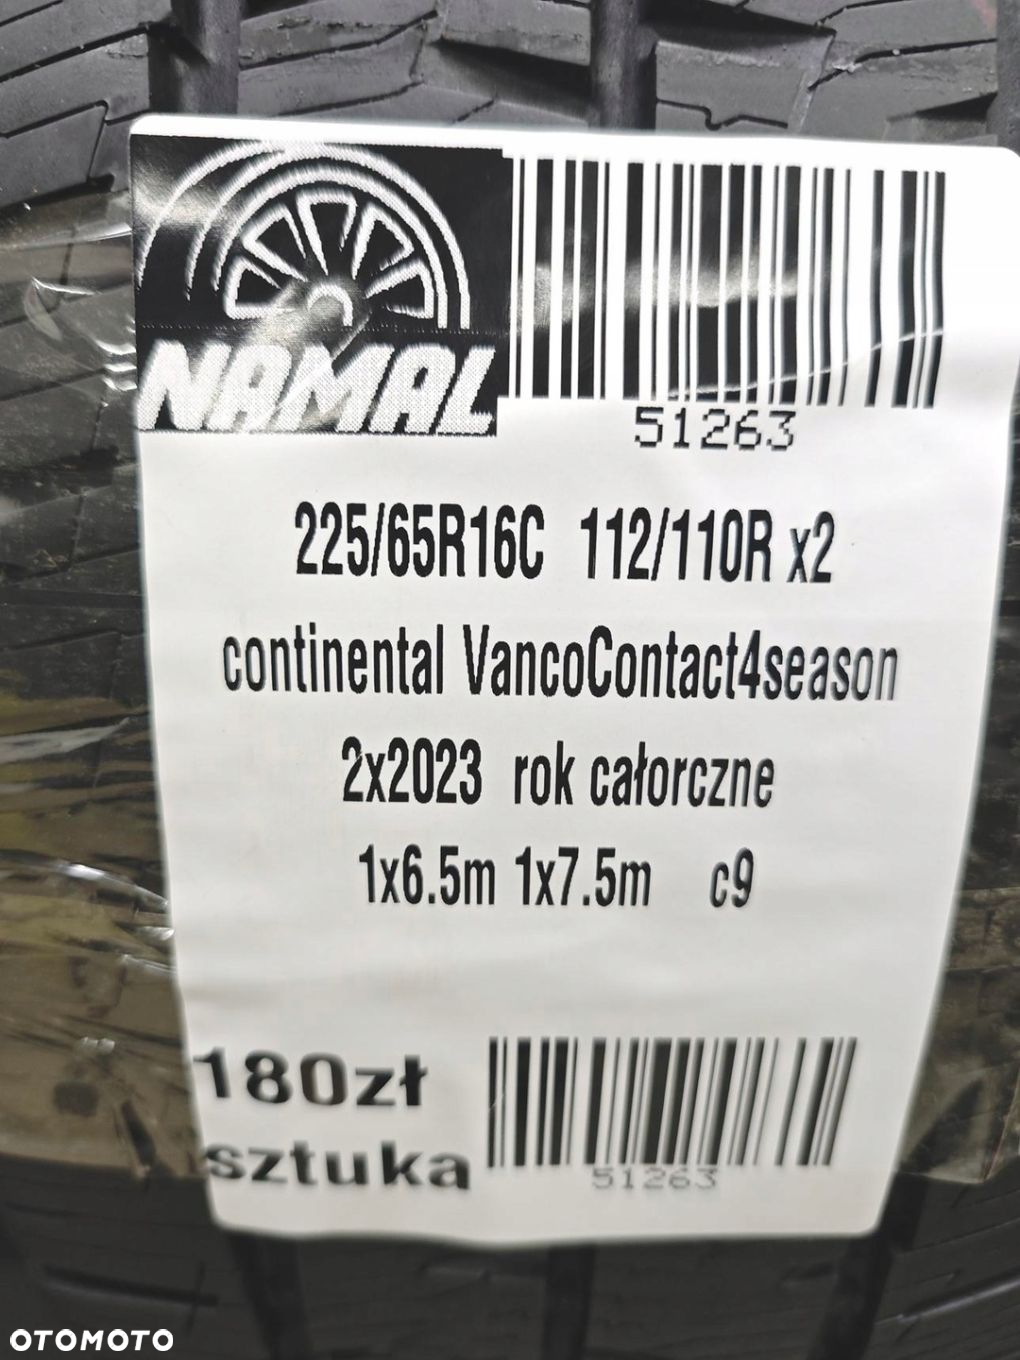 NAMAL
51263
225/65R16C 112/110R x2
continental VancoContact4season
2x2023 rok całorczne
1x6.5m 1x7.5m c9
180zł
sztuka
51263
OTOMOTO